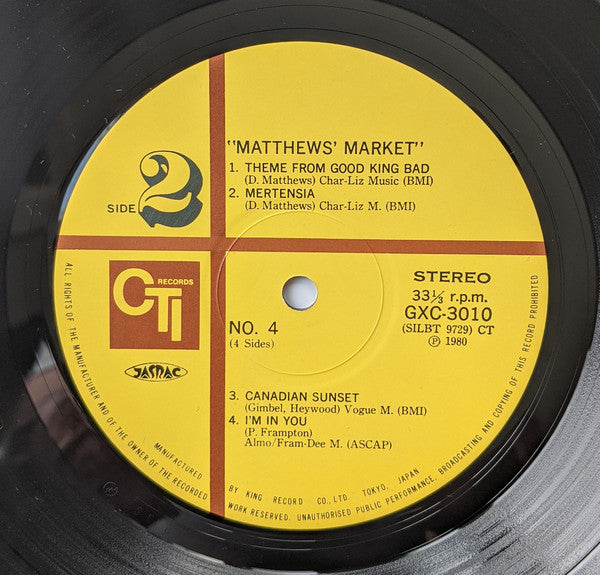 "MATTHEWS' MARKET"
1. THEME FROM GOOD KING BAD
(D. Matthews) Char-Liz Music (BMI)
2. MERTENSIA
(D. Matthews) Char-Liz M. (BMI)
SIDE 2
CTI RECORDS
JASRAC
NO. 4
(4 Sides)
STEREO
33⅓ r.p.m.
GXC-3010
(SILBT 9729) CT
Ⓟ 1980
3. CANADIAN SUNSET
(Gimbel, Heywood) Vogue M. (BMI)
4. I'M IN YOU
(P. Frampton)
Almo/Fram-Dee M. (ASCAP)
ALL RIGHTS OF THE MANUFACTURER AND OF THE OWNER OF THE RECORDED
WORK RESERVED. UNAUTHORISED PUBLIC PERFORMANCE, BROADCASTING AND COPYING OF THIS RECORD PROHIBITED
MANUFACTURED
BY KING RECORD CO., LTD. TOKYO, JAPAN